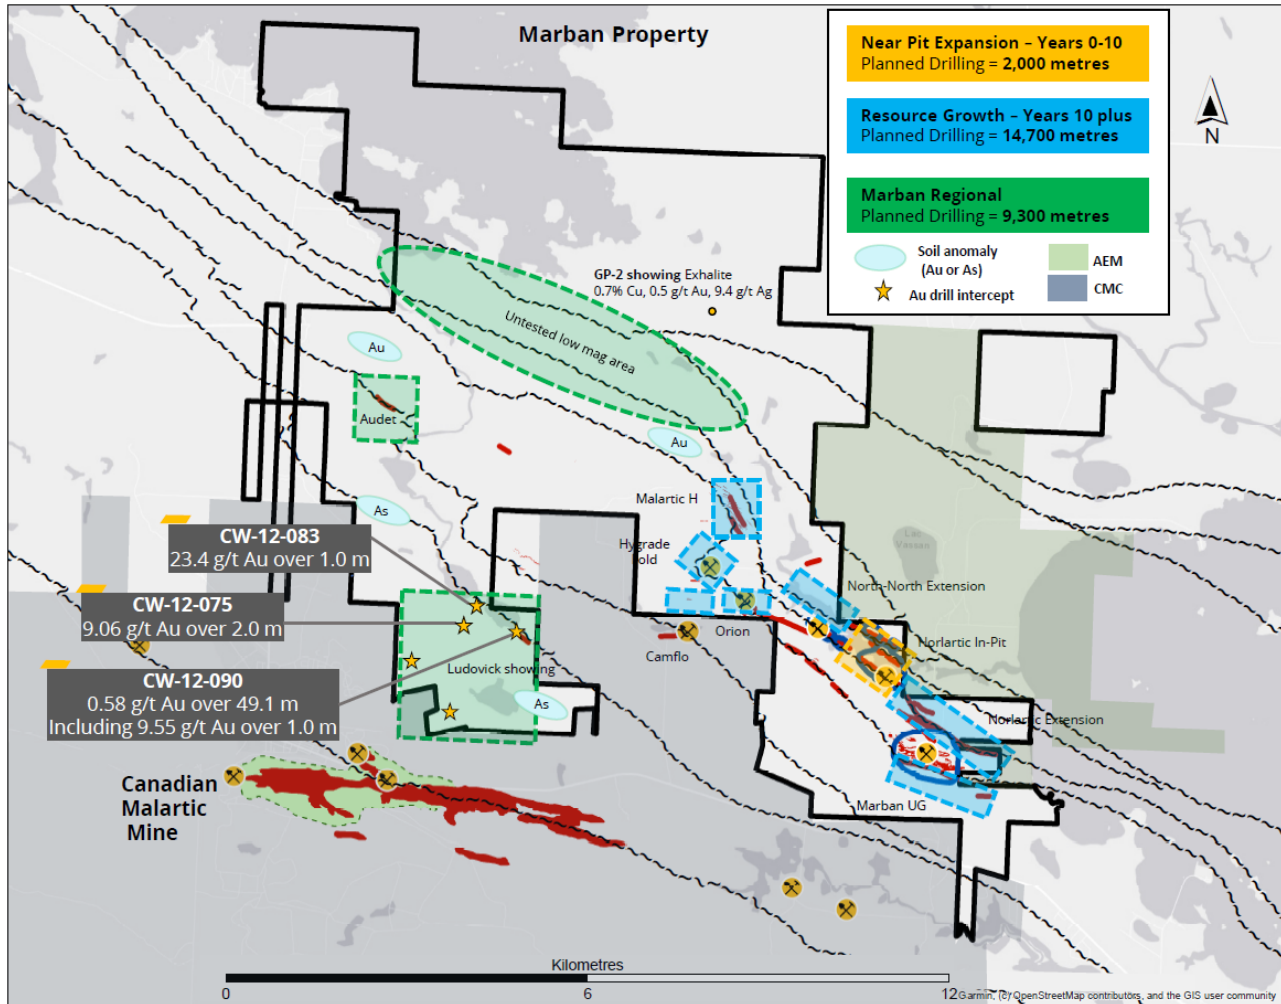 Marban Property
Near Pit Expansion – Years 0-10
Planned Drilling = 2,000 metres
Resource Growth – Years 10 plus
Planned Drilling = 14,700 metres
Marban Regional
Planned Drilling = 9,300 metres
Soil anomaly
(Au or As)
Au drill intercept
AEM
CMC
N
GP-2 showing Exhalite
0.7% Cu, 0.5 g/t Au, 9.4 g/t Ag
Untested low mag area
Au
Audet
Au
As
Malartic H
Hygrade
Fold
CW-12-083
23.4 g/t Au over 1.0 m
Lac
Vassan
North-North Extension
CW-12-075
9.06 g/t Au over 2.0 m
Orion
Norlartic In-Pit
Camflo
Ludovick showing
CW-12-090
0.58 g/t Au over 49.1 m
Including 9.55 g/t Au over 1.0 m
As
Norlartic Extension
Canadian
Malartic
Mine
Marban UG
Kilometres
0
6
12
Garmin, (c) OpenStreetMap contributors, and the GIS user community